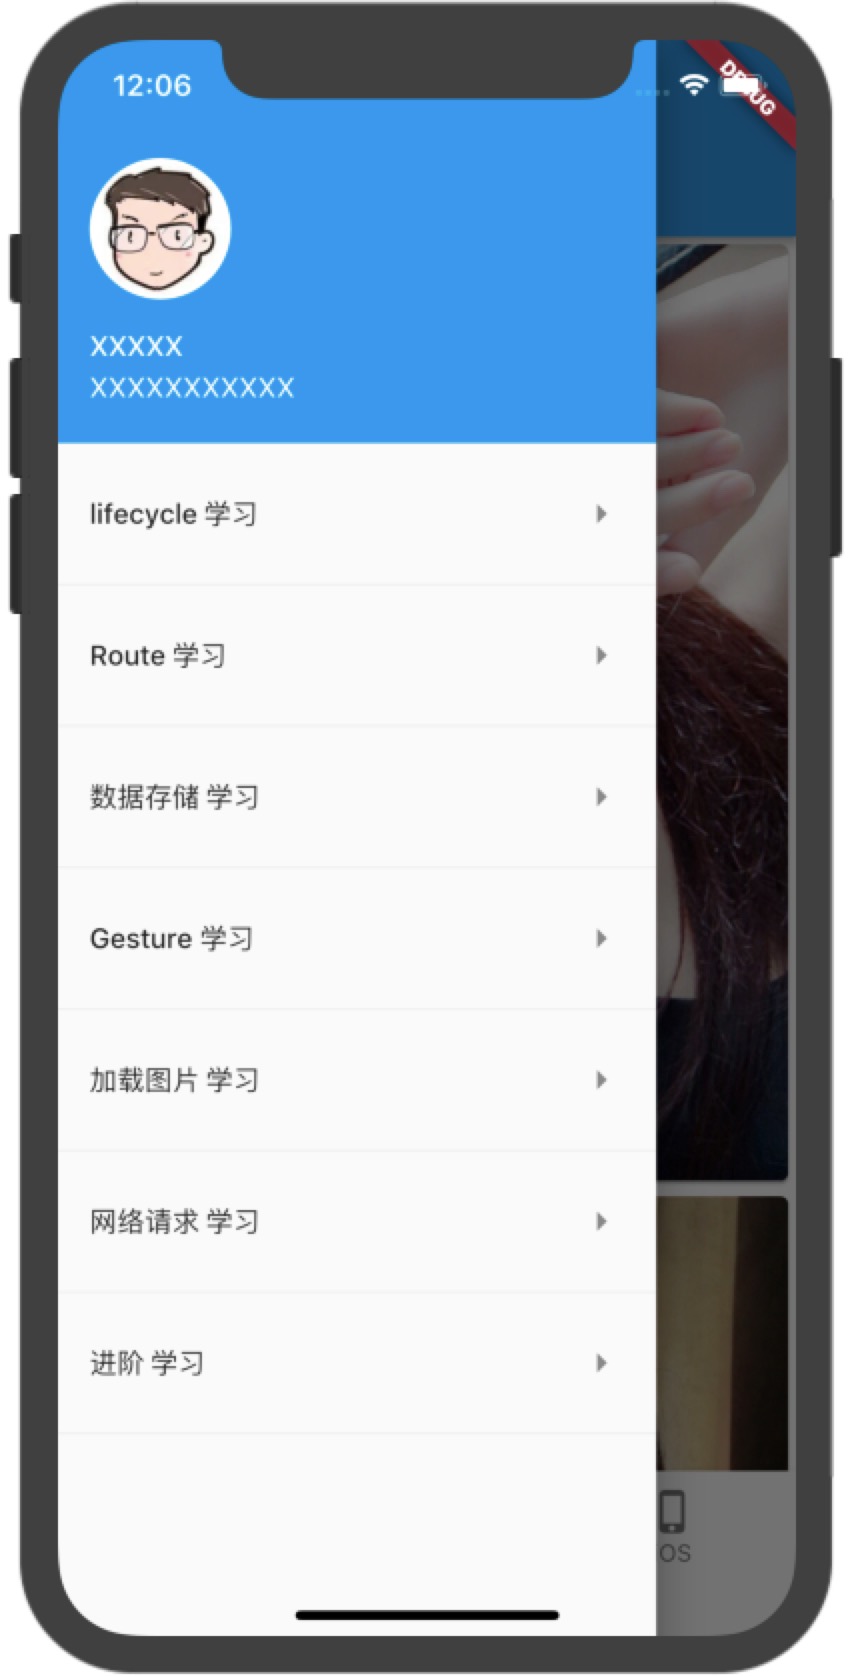 12:06
DEBUG
XXXXX
XXXXXXXXXXX
lifecycle 学习
Route 学习
数据存储 学习
Gesture 学习
加载图片 学习
网络请求 学习
进阶 学习
OS